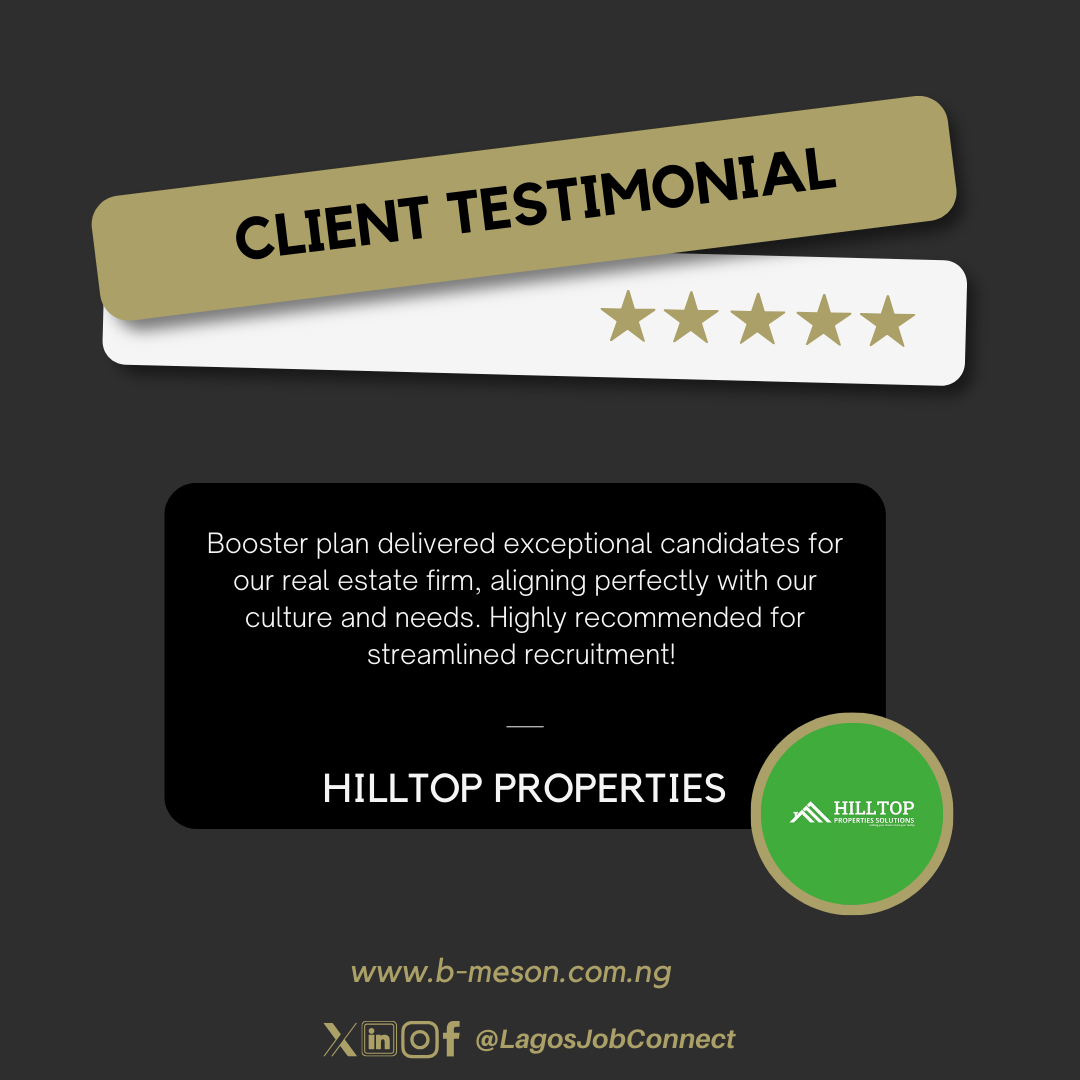 CLIENT TESTIMONIAL
Booster plan delivered exceptional candidates for
our real estate firm, aligning perfectly with our
culture and needs. Highly recommended for
streamlined recruitment!
HILLTOP PROPERTIES
HILLTOP
PROPERTIES SOLUTIONS
www.b-meson.com.ng
@LagosJobConnect